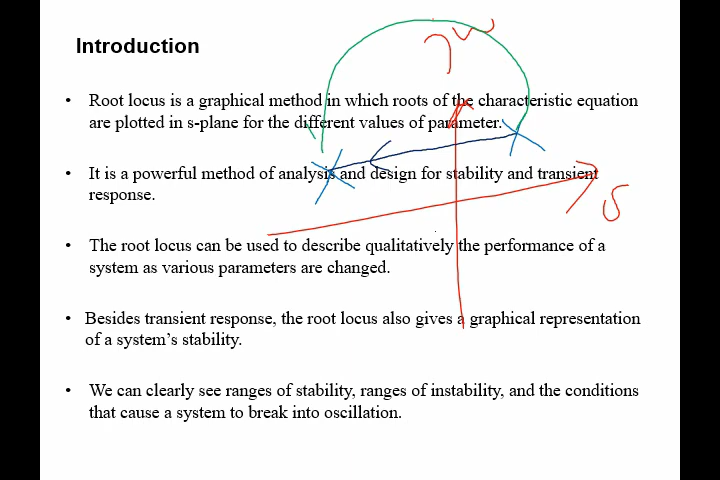 Introduction
• Root locus is a graphical method in which roots of the characteristic equation
are plotted in s-plane for the different values of parameter.
• It is a powerful method of analysis and design for stability and transient
response.
• The root locus can be used to describe qualitatively the performance of a
system as various parameters are changed.
• Besides transient response, the root locus also gives a graphical representation
of a system's stability.
• We can clearly see ranges of stability, ranges of instability, and the conditions
that cause a system to break into oscillation.
jω
σ